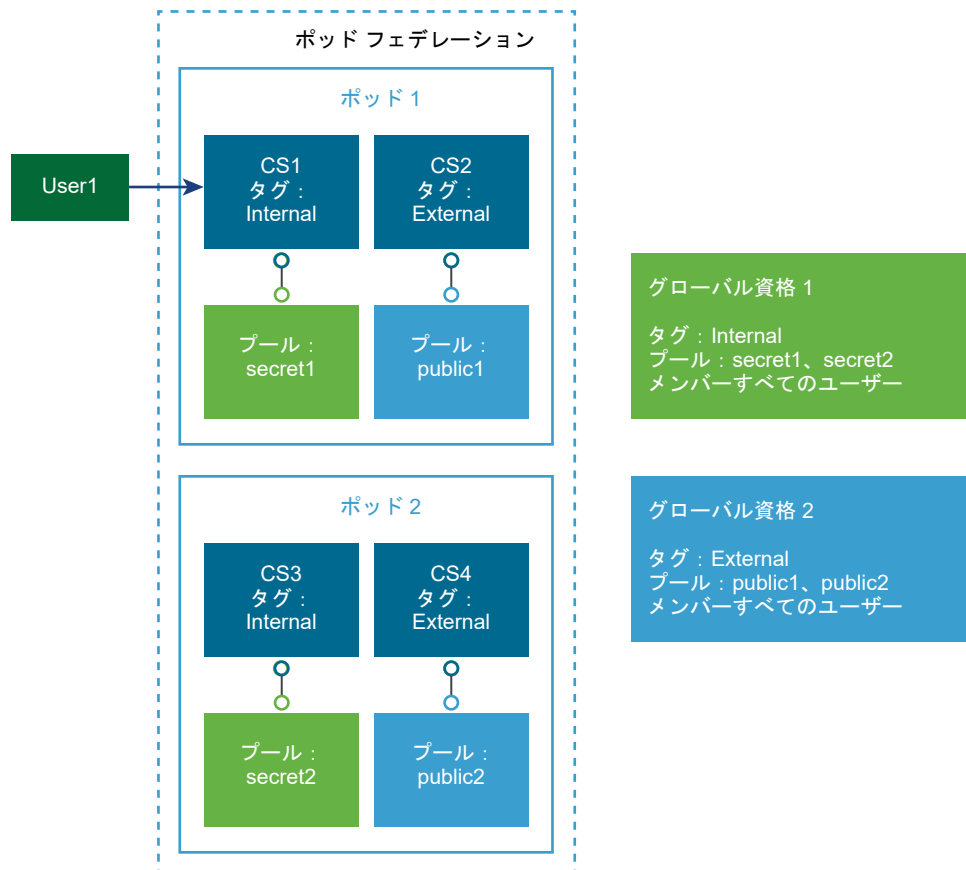 ポッド フェデレーション
ポッド 1
User1
CS1
タグ：
Internal
CS2
タグ：
External
プール：
secret1
プール：
public1
グローバル資格 1
タグ：Internal
プール：secret1、secret2
メンバーすべてのユーザー
ポッド 2
CS3
タグ：
Internal
CS4
タグ：
External
プール：
secret2
プール：
public2
グローバル資格 2
タグ：External
プール：public1、public2
メンバーすべてのユーザー